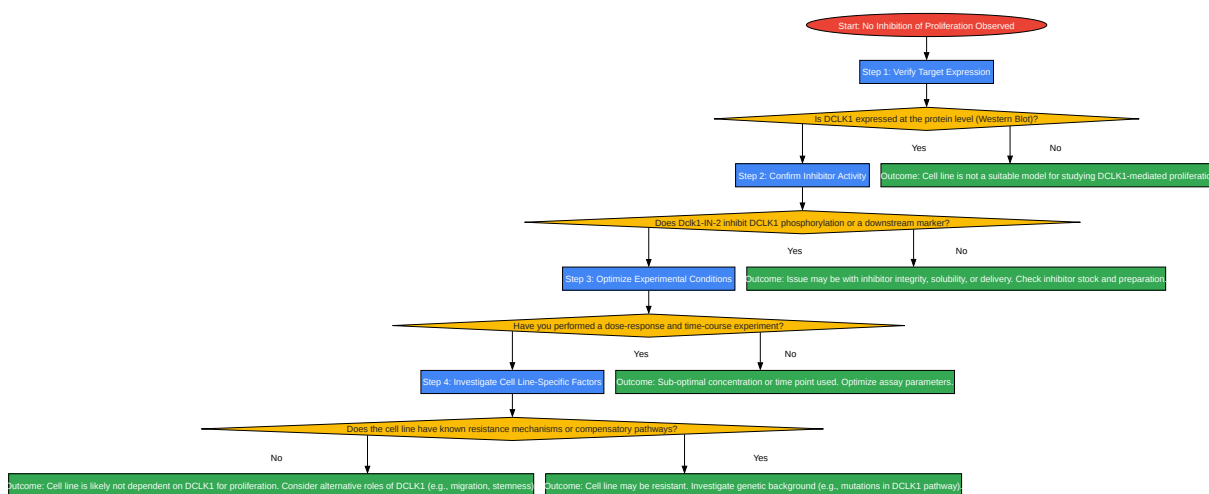 Start: No Inhibition of Proliferation Observed
Step 1: Verify Target Expression
Is DCLK1 expressed at the protein level (Western Blot)?
Yes
No
Step 2: Confirm Inhibitor Activity
Outcome: Cell line is not a suitable model for studying DCLK1-mediated proliferatio
Does Dclk1-IN-2 inhibit DCLK1 phosphorylation or a downstream marker?
Yes
No
Step 3: Optimize Experimental Conditions
Outcome: Issue may be with inhibitor integrity, solubility, or delivery. Check inhibitor stock and preparation.
Have you performed a dose-response and time-course experiment?
Yes
No
Step 4: Investigate Cell Line-Specific Factors
Outcome: Sub-optimal concentration or time point used. Optimize assay parameters.
Does the cell line have known resistance mechanisms or compensatory pathways?
No
Yes
Outcome: Cell line is likely not dependent on DCLK1 for proliferation. Consider alternative roles of DCLK1 (e.g., migration, stemness)
Outcome: Cell line may be resistant. Investigate genetic background (e.g., mutations in DCLK1 pathway).